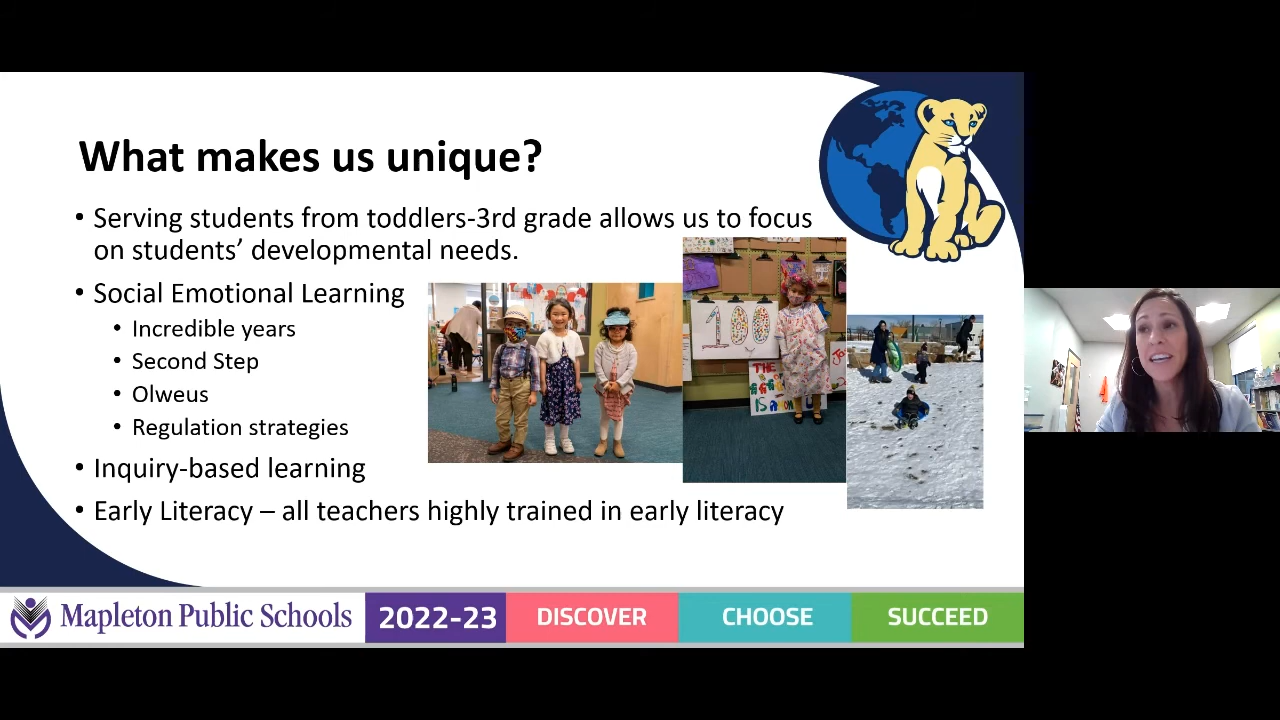 What makes us unique?
• Serving students from toddlers-3rd grade allows us to focus
on students’ developmental needs.
• Social Emotional Learning
• Incredible years
• Second Step
• Olweus
• Regulation strategies
• Inquiry-based learning
• Early Literacy – all teachers highly trained in early literacy
100
THE
IS A
Mapleton Public Schools
2022-23
DISCOVER
CHOOSE
SUCCEED